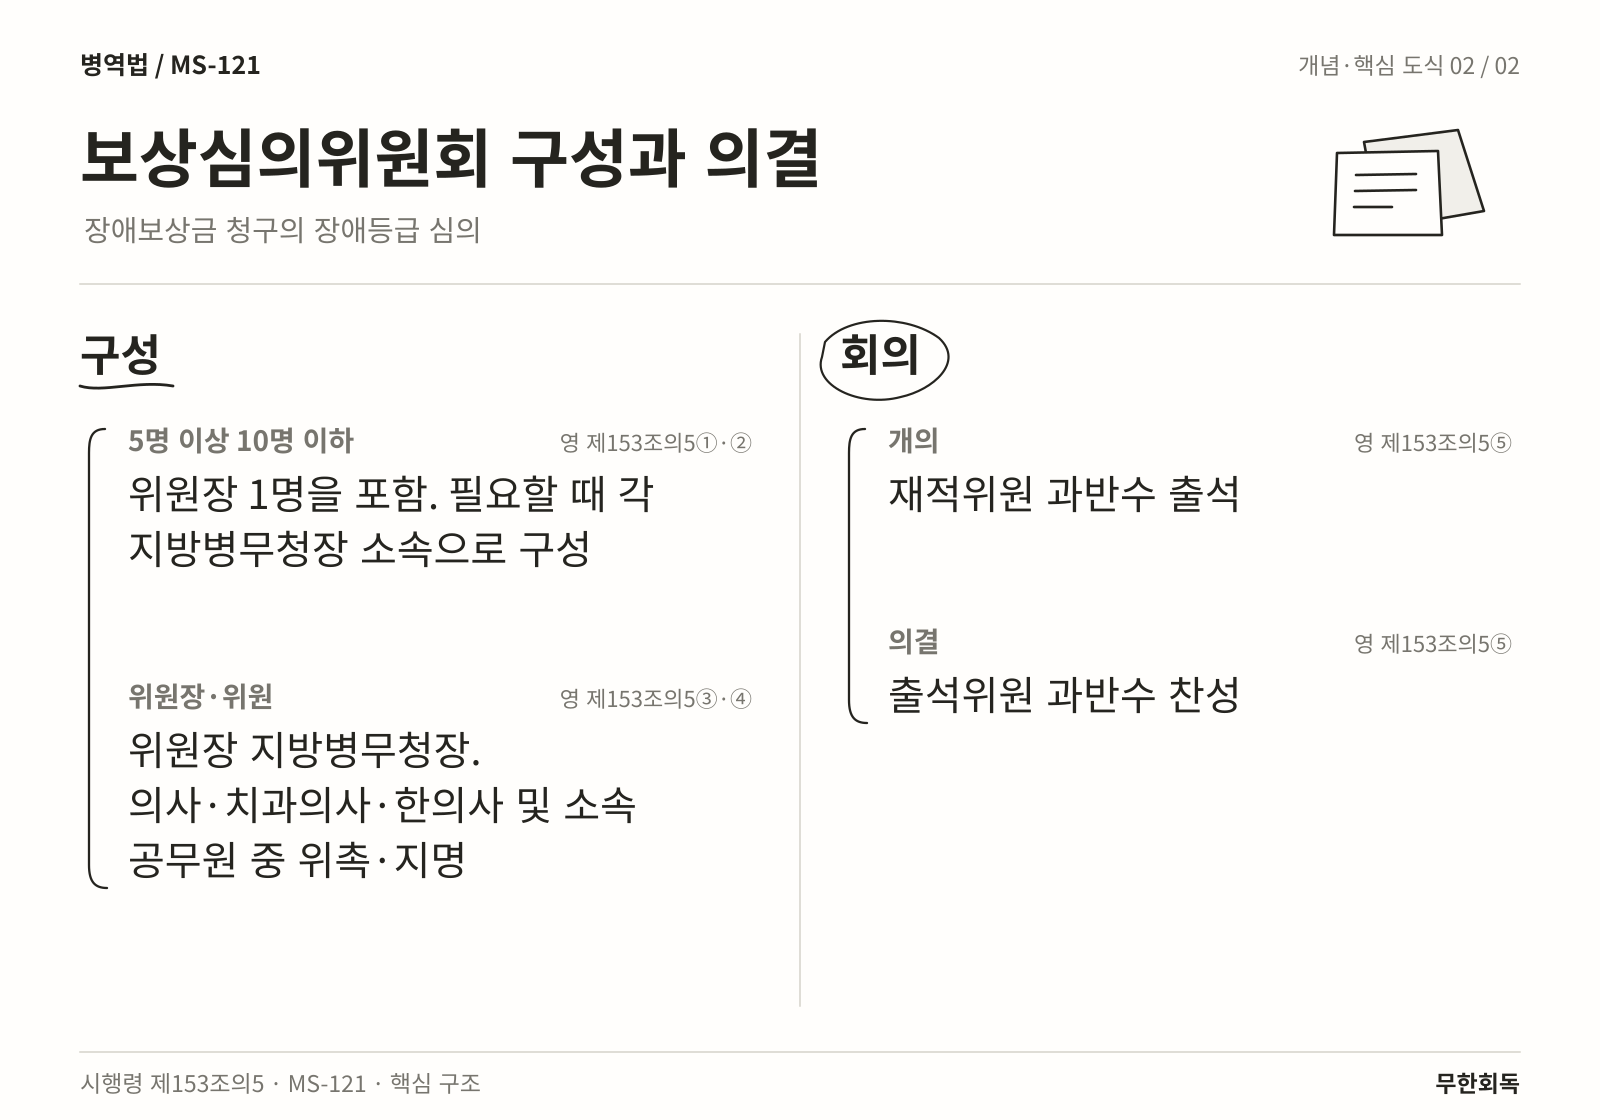 병역법 / MS-121
개념·핵심 도식 02 / 02
보상심의위원회 구성과 의결
장애보상금 청구의 장애등급 심의
구성
5명 이상 10명 이하
영 제153조의5①·②
위원장 1명을 포함. 필요할 때 각
지방병무청장 소속으로 구성
위원장·위원
영 제153조의5③·④
위원장 지방병무청장.
의사·치과의사·한의사 및 소속
공무원 중 위촉·지명
회의
개의
영 제153조의5⑤
재적위원 과반수 출석
의결
영 제153조의5⑤
출석위원 과반수 찬성
시행령 제153조의5 · MS-121 · 핵심 구조
무한회독